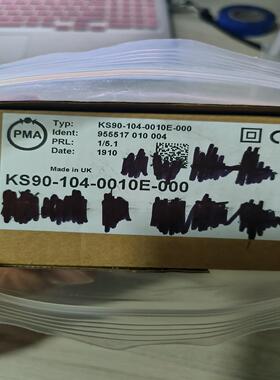 PMA
Typ: KS90-104-0010E-000
Ident: 955517 010 004
PRL: 1/5.1
Date: 1910
Made in UK
KS90-104-0010E-000